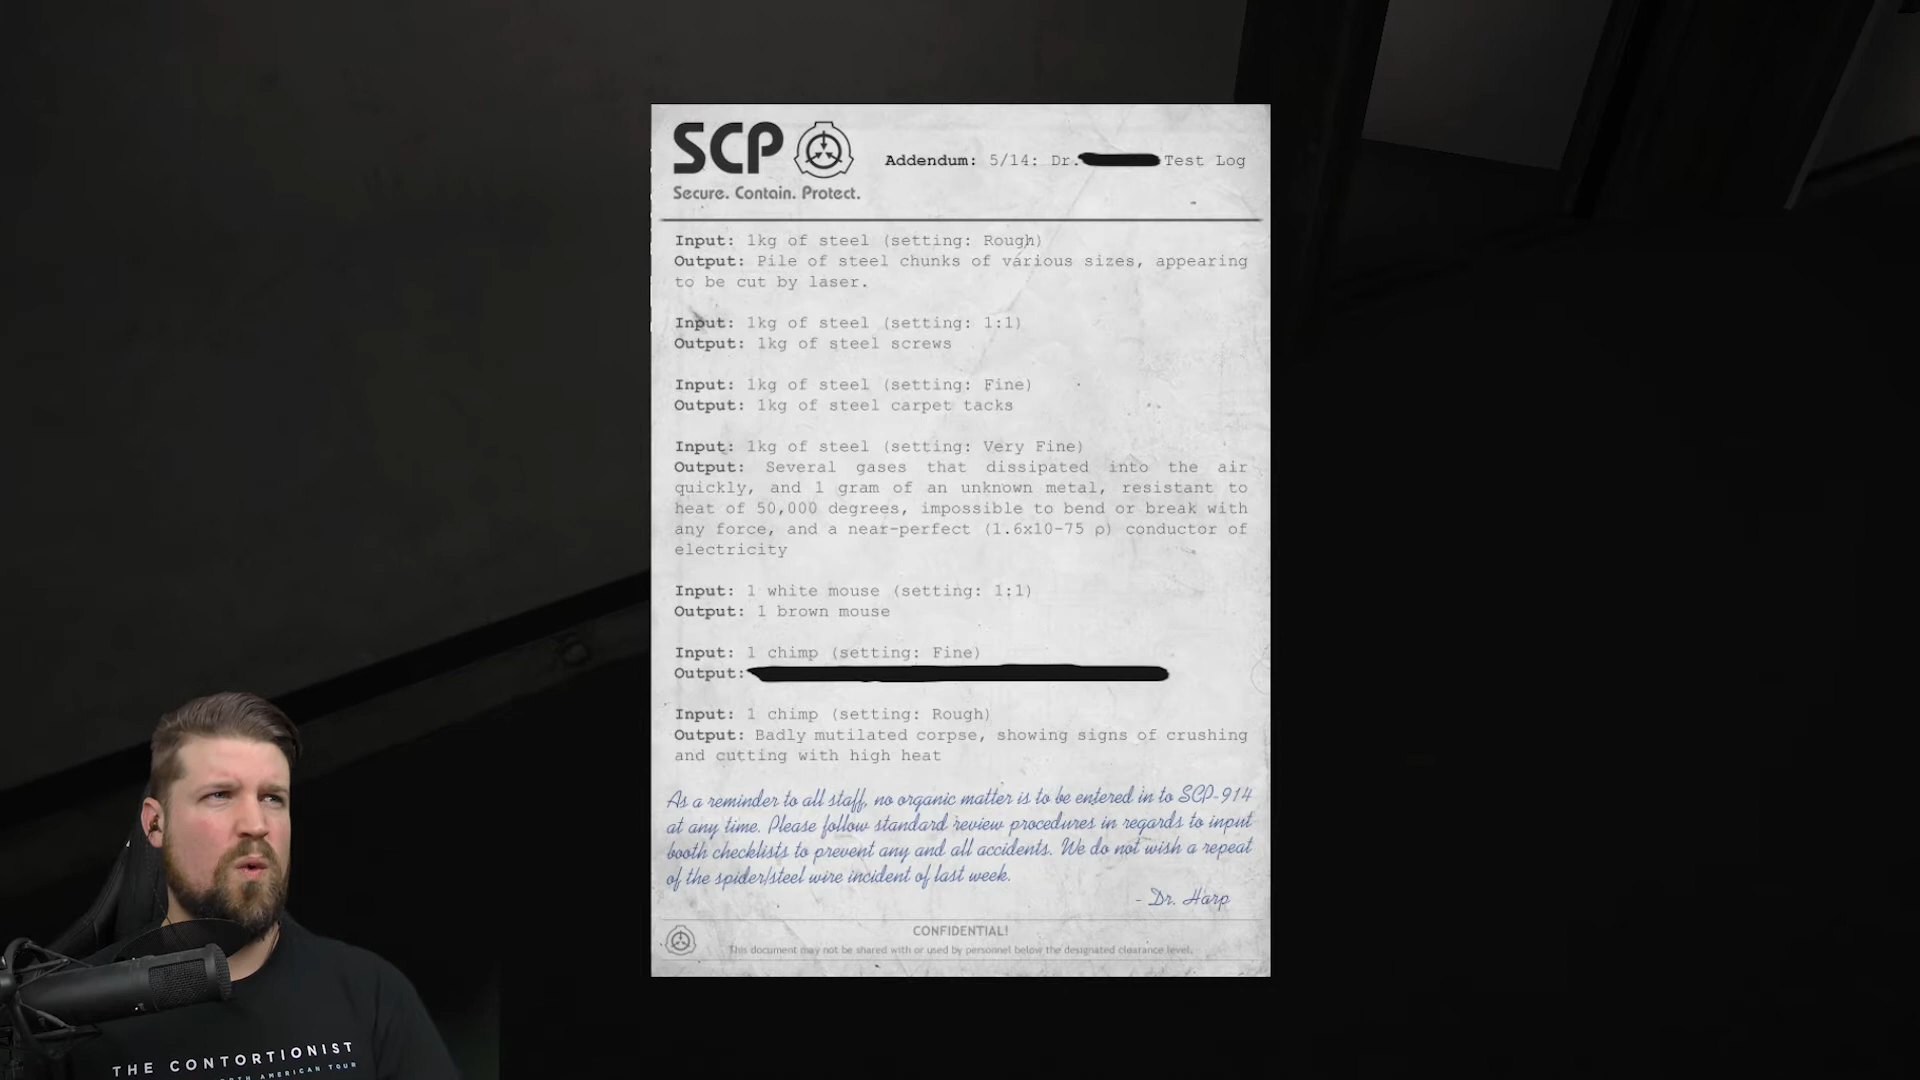 SCP
Secure. Contain. Protect.
Addendum: 5/14: Dr. Test Log
Input: 1kg of steel (setting: Rough)
Output: Pile of steel chunks of various sizes, appearing
to be cut by laser.
Input: 1kg of steel (setting: 1:1)
Output: 1kg of steel screws
Input: 1kg of steel (setting: Fine)
Output: 1kg of steel carpet tacks
Input: 1kg of steel (setting: Very Fine)
Output: Several gases that dissipated into the air
quickly, and 1 gram of an unknown metal, resistant to
heat of 50,000 degrees, impossible to bend or break with
any force, and a near-perfect (1.6x10-75 ρ) conductor of
electricity
Input: 1 white mouse (setting: 1:1)
Output: 1 brown mouse
Input: 1 chimp (setting: Fine)
Output:
Input: 1 chimp (setting: Rough)
Output: Badly mutilated corpse, showing signs of crushing
and cutting with high heat
As a reminder to all staff, no organic matter is to be entered in to SCP-914
at any time. Please follow standard review procedures in regards to input
booth checklists to prevent any and all accidents. We do not wish a repeat
of the spider/steel wire incident of last week.
- Dr. Harp
CONFIDENTIAL!
This document may not be shared with or used by personnel below the designated clearance level.
THE CONTORTIONIST
AMERICAN TOUR